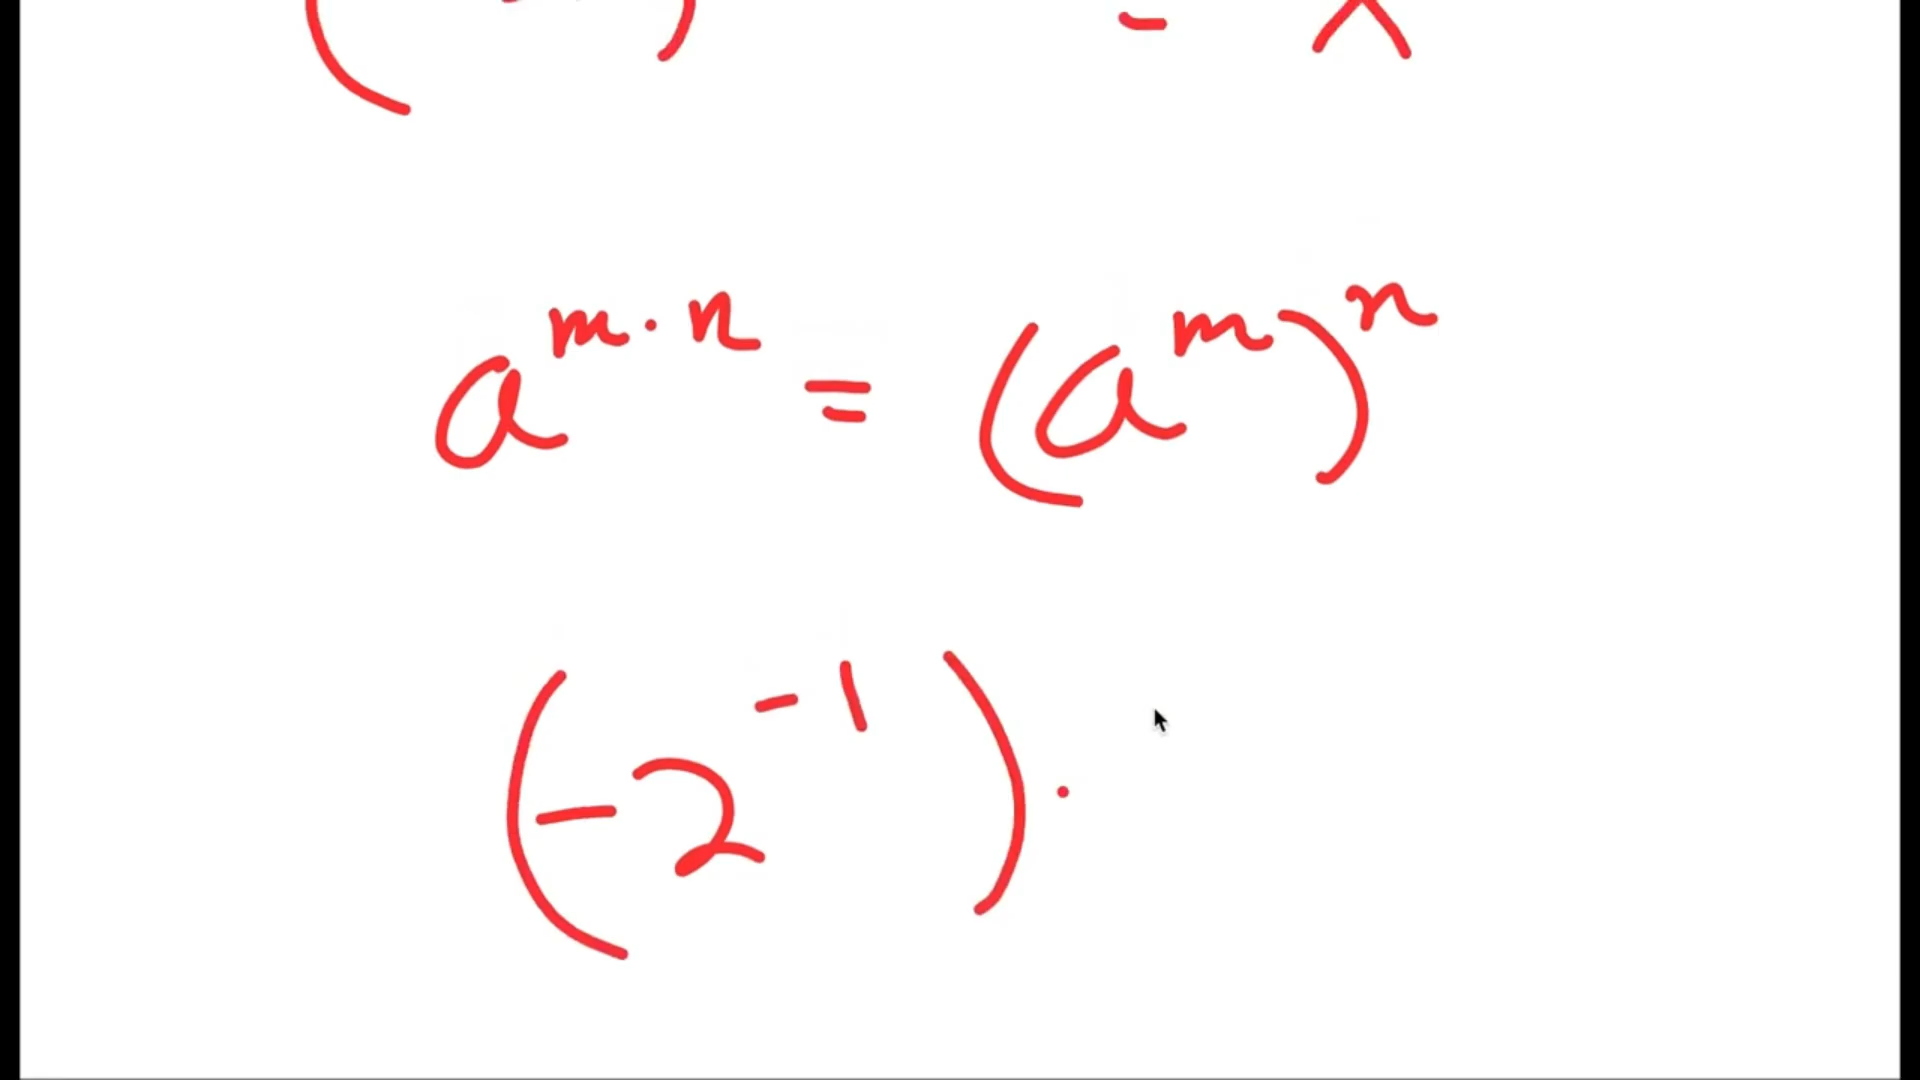 = x
a^{m·n} = (a^m)^n
(-2^{-1}) ·